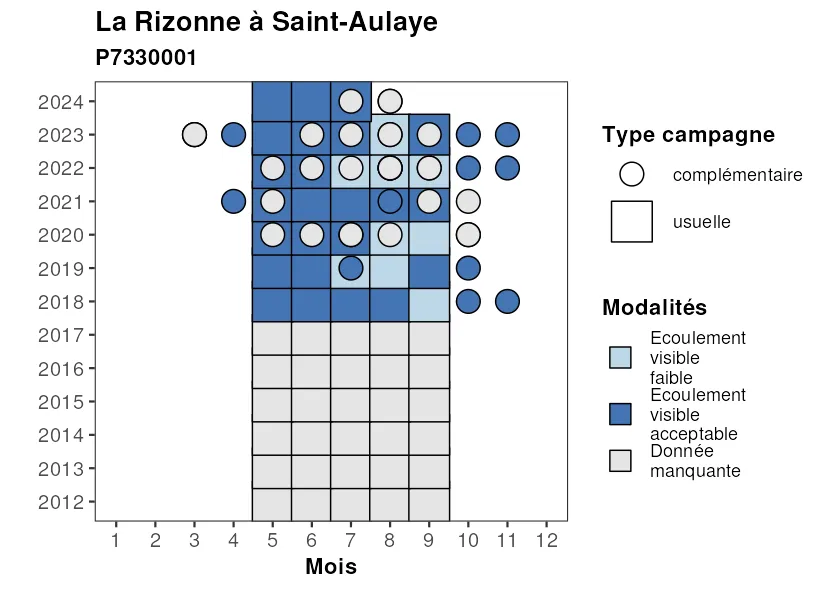 La Rizonne à Saint-Aulaye
P7330001
2024
2023
2022
2021
2020
2019
2018
2017
2016
2015
2014
2013
2012
1 2 3 4 5 6 7 8 9 10 11 12
Mois
Type campagne
complémentaire
usuelle
Modalités
Ecoulement
visible
faible
Ecoulement
visible
acceptable
Donnée
manquante